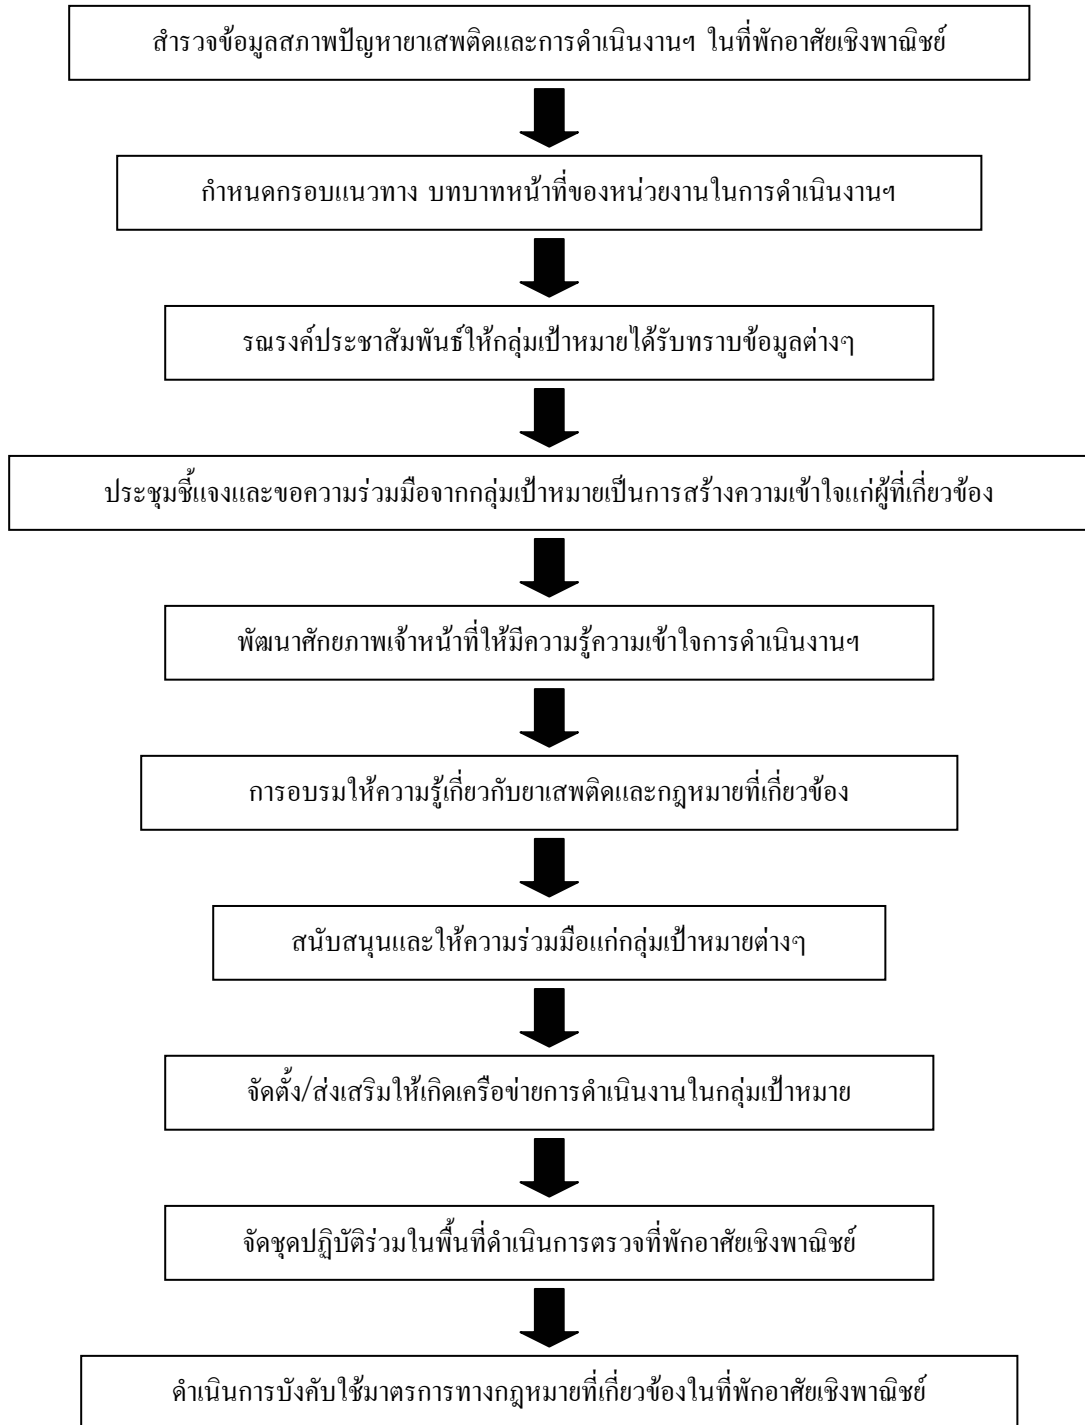 สำรวจข้อมูลสภาพปัญหายาเสพติดและการดำเนินงานฯ ในที่พักอาศัยเชิงพาณิชย์
กำหนดกรอบแนวทาง บทบาทหน้าที่ของหน่วยงานในการดำเนินงานฯ
รณรงค์ประชาสัมพันธ์ให้กลุ่มเป้าหมายได้รับทราบข้อมูลต่างๆ
ประชุมชี้แจงและขอความร่วมมือจากกลุ่มเป้าหมายเป็นการสร้างความเข้าใจแก่ผู้ที่เกี่ยวข้อง
พัฒนาศักยภาพเจ้าหน้าที่ให้มีความรู้ความเข้าใจการดำเนินงานฯ
การอบรมให้ความรู้เกี่ยวกับยาเสพติดและกฎหมายที่เกี่ยวข้อง
สนับสนุนและให้ความร่วมมือแก่กลุ่มเป้าหมายต่างๆ
จัดตั้ง/ส่งเสริมให้เกิดเครือข่ายการดำเนินงานในกลุ่มเป้าหมาย
จัดชุดปฏิบัติร่วมในพื้นที่ดำเนินการตรวจที่พักอาศัยเชิงพาณิชย์
ดำเนินการบังคับใช้มาตรการทางกฎหมายที่เกี่ยวข้องในที่พักอาศัยเชิงพาณิชย์